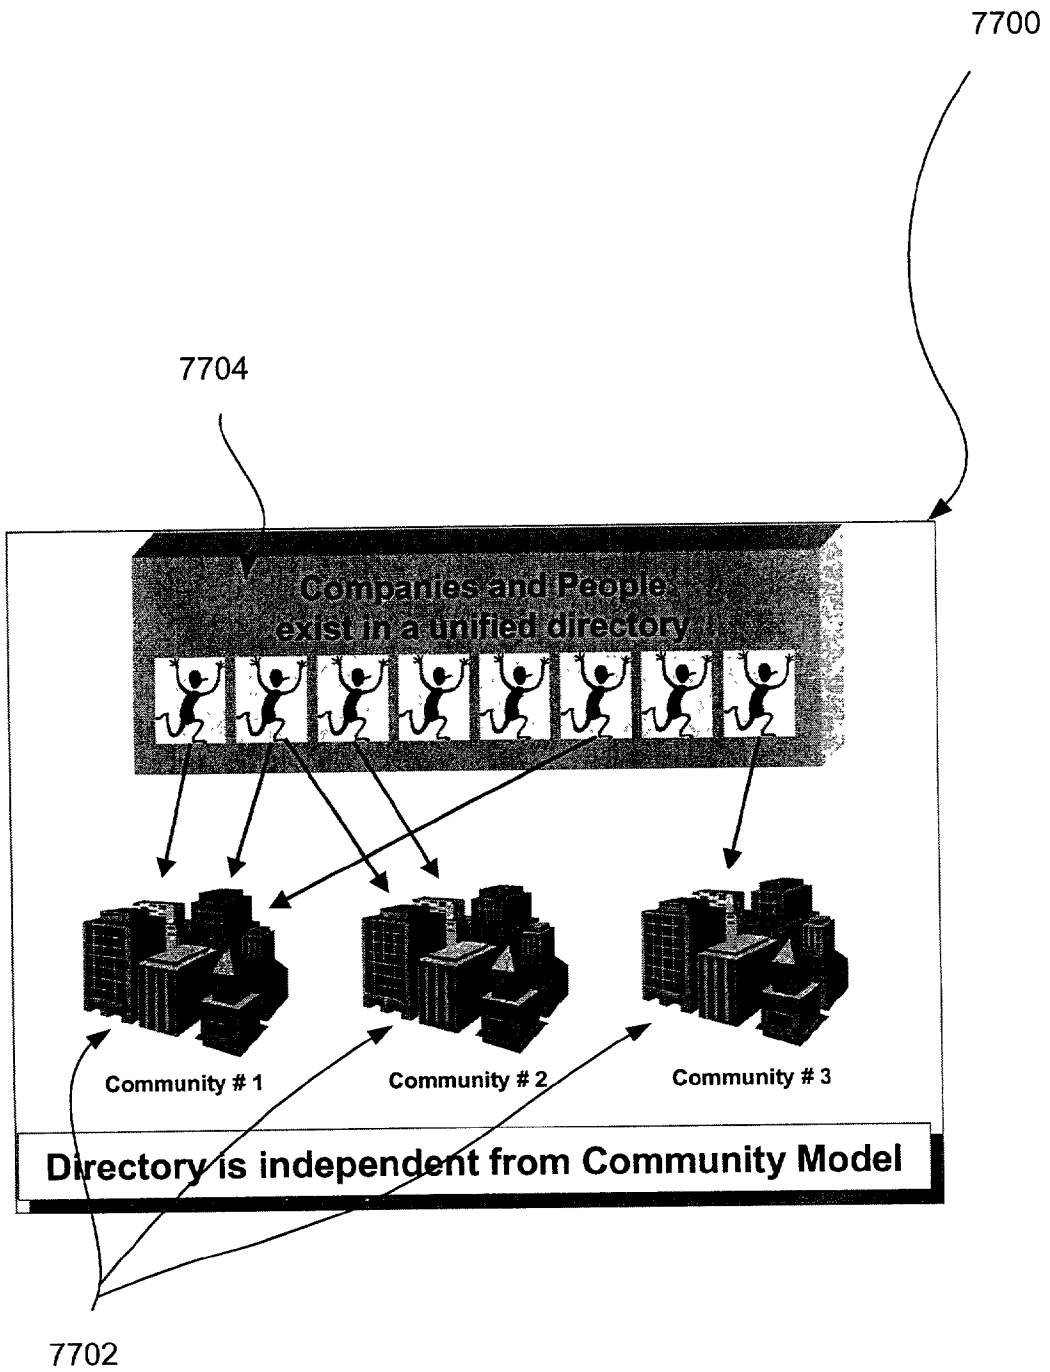 7700
7704
Companies and People
exist in a unified directory
Community # 1
Community # 2
Community # 3
Directory is independent from Community Model
7702